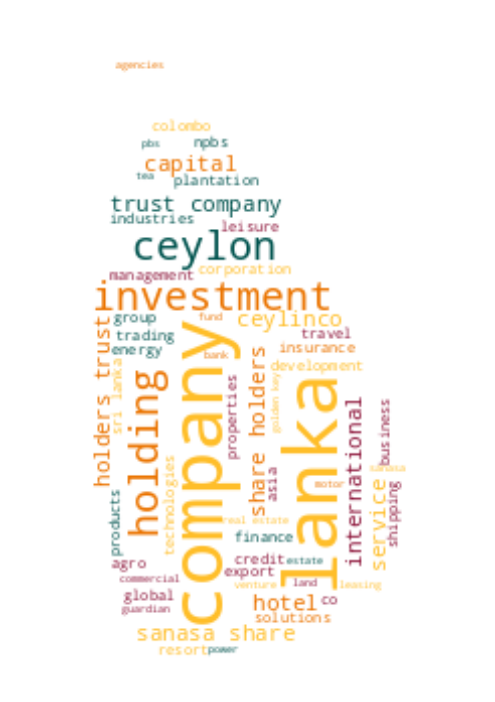 agencies
colombo
pbs npbs
capital
tea plantation
trust company
industries
leisure
ceylon
corporation
management
investment
group fund ceylinco
trading travel
energy bank insurance
holders trust
sri lanka
holding
company
properties
share holders
development
golden key
lanka
international
business
sanasa
asia
motor
service
shipping
technologies
products
real estate
finance
agro
credit estate
export
commercial
venture land leasing
global
guardian
hotel co
solutions
sanasa share
resort power